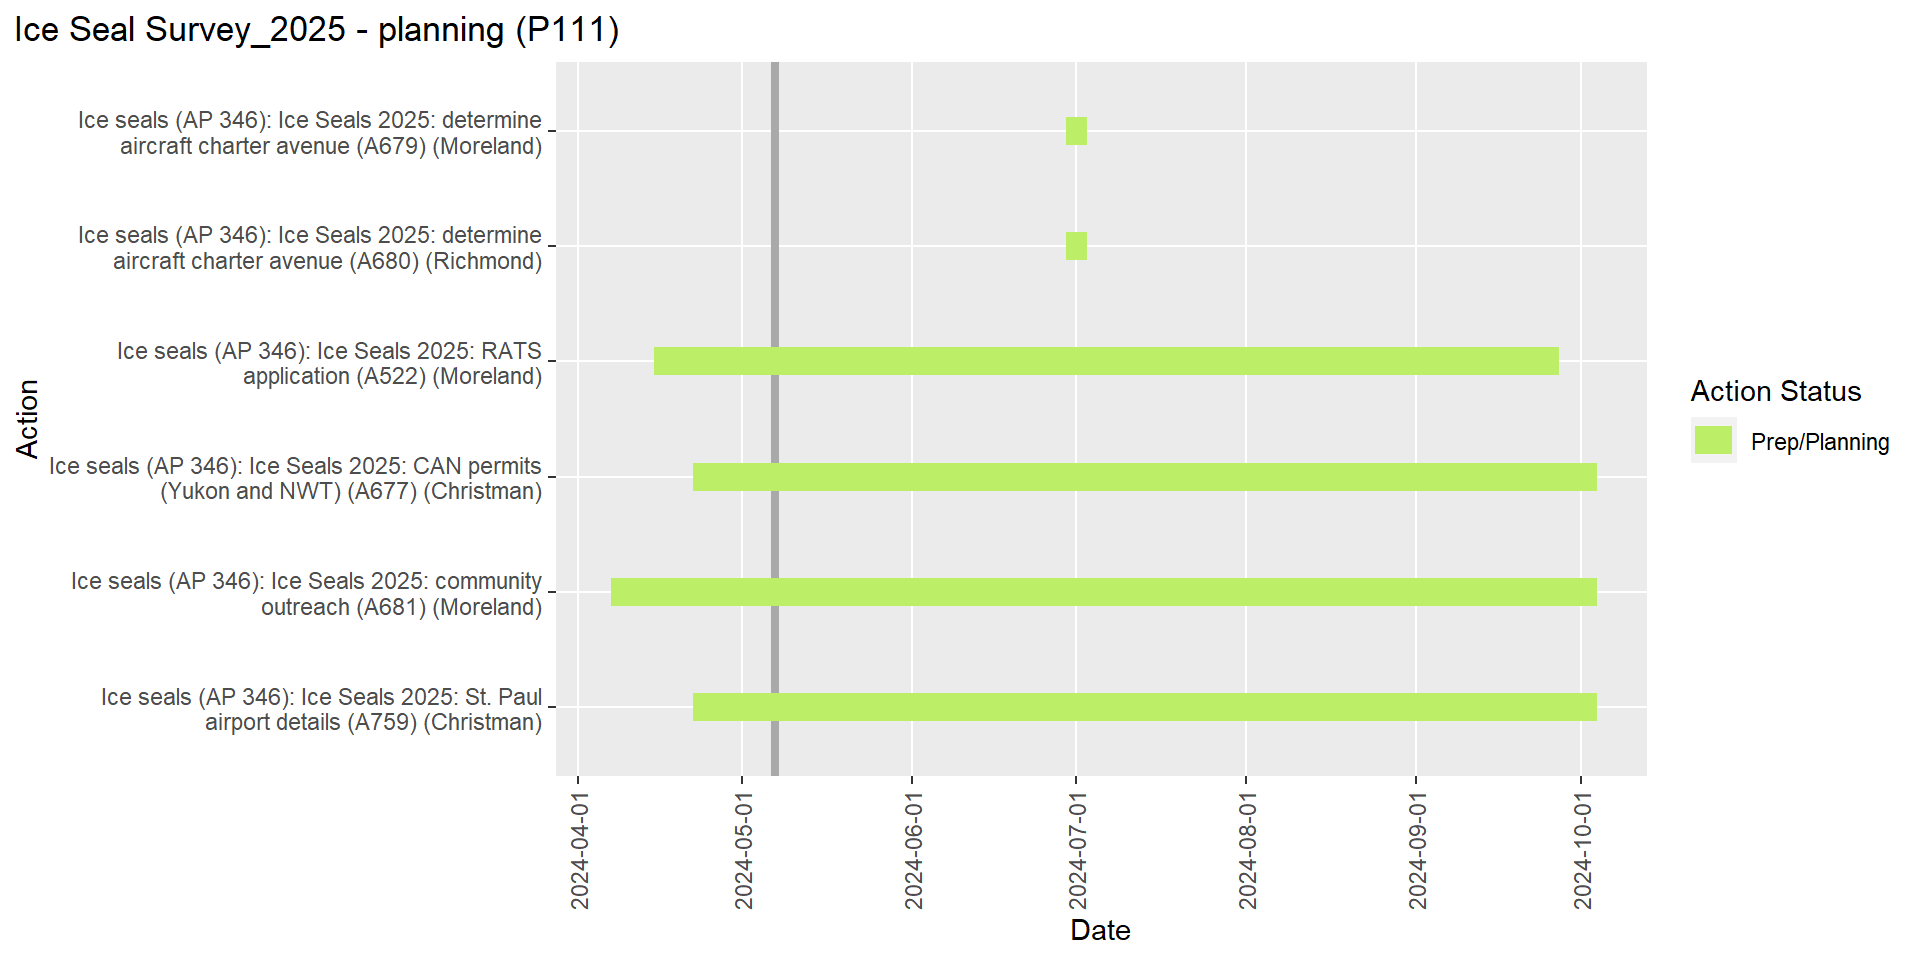 Ice Seal Survey_2025 - planning (P111)
Action
Ice seals (AP 346): Ice Seals 2025: determine
aircraft charter avenue (A679) (Moreland)
Ice seals (AP 346): Ice Seals 2025: determine
aircraft charter avenue (A680) (Richmond)
Ice seals (AP 346): Ice Seals 2025: RATS
application (A522) (Moreland)
Ice seals (AP 346): Ice Seals 2025: CAN permits
(Yukon and NWT) (A677) (Christman)
Ice seals (AP 346): Ice Seals 2025: community
outreach (A681) (Moreland)
Ice seals (AP 346): Ice Seals 2025: St. Paul
airport details (A759) (Christman)
2024-04-01
2024-05-01
2024-06-01
2024-07-01
2024-08-01
2024-09-01
2024-10-01
Date
Action Status
Prep/Planning